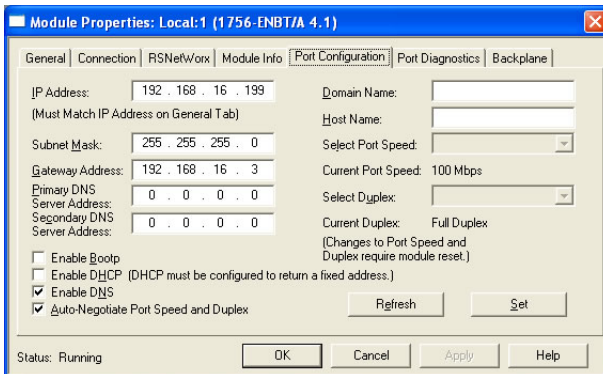 Module Properties: Local:1 (1756-ENBT/A 4.1)
General Connection RSNetWorx Module Info Port Configuration Port Diagnostics Backplane
IP Address: 192 . 168 . 16 . 199
(Must Match IP Address on General Tab)
Subnet Mask: 255 . 255 . 255 . 0
Gateway Address: 192 . 168 . 16 . 3
Primary DNS
Server Address: 0 . 0 . 0 . 0
Secondary DNS
Server Address: 0 . 0 . 0 . 0
Enable Bootp
Enable DHCP (DHCP must be configured to return a fixed address.)
Enable DNS
Auto-Negotiate Port Speed and Duplex
Domain Name:
Host Name:
Select Port Speed:
Current Port Speed: 100 Mbps
Select Duplex:
Current Duplex: Full Duplex
(Changes to Port Speed and
Duplex require module reset.)
Refresh Set
Status: Running OK Cancel Apply Help